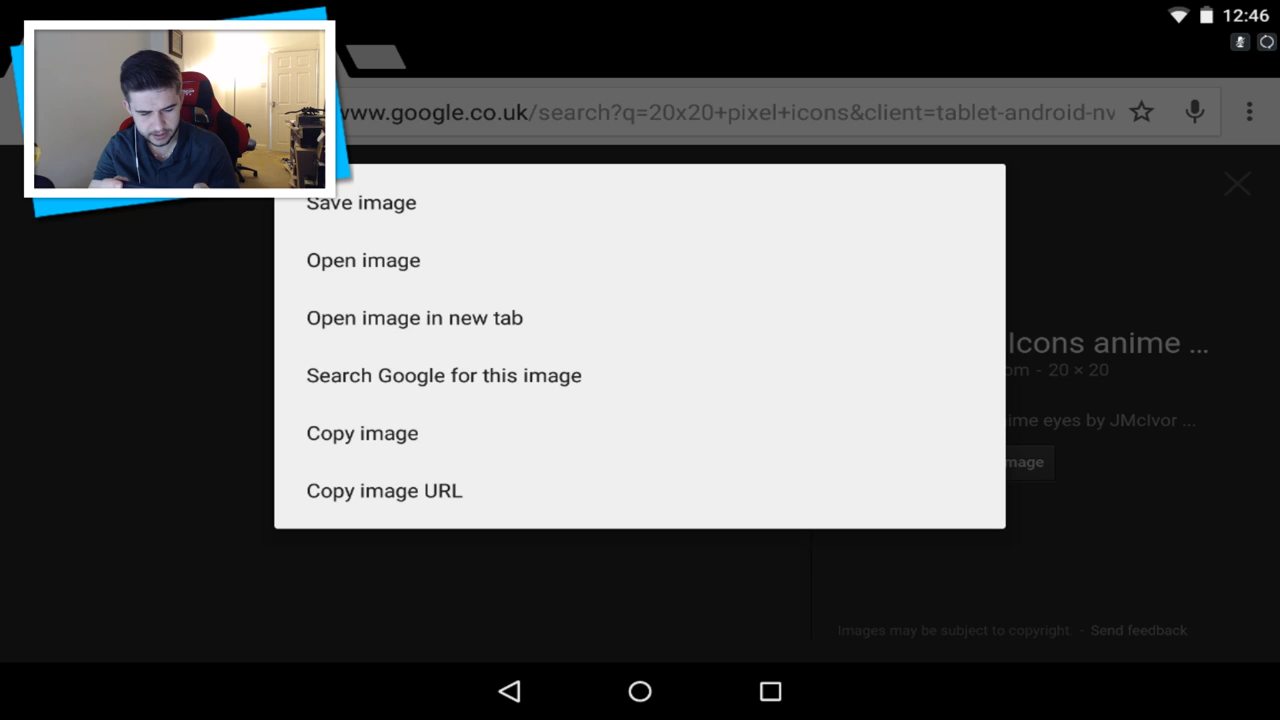 12:46
www.google.co.uk/search?q=20x20+pixel+icons&client=tablet-android-nv
Save image
Open image
Open image in new tab
Search Google for this image
Copy image
Copy image URL
Icons anime ...
om - 20 × 20
ime eyes by JMcIvor ...
mage
Images may be subject to copyright. - Send feedback